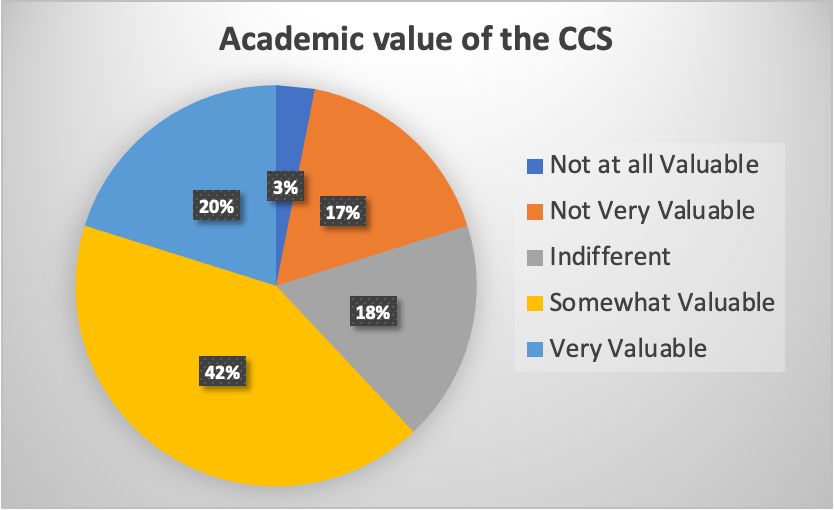 Academic value of the CCS
3%
20%
17%
18%
42%
Not at all Valuable
Not Very Valuable
Indifferent
Somewhat Valuable
Very Valuable